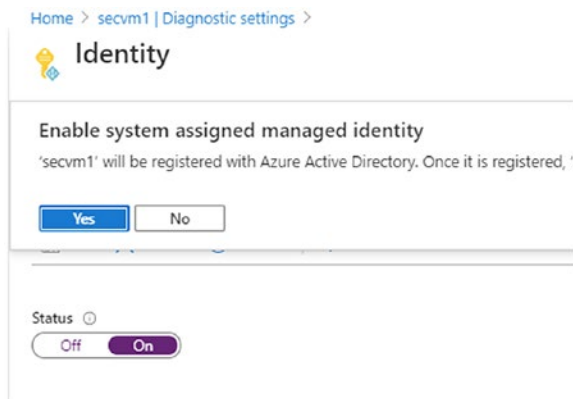 Home > secvm1 | Diagnostic settings >
Identity
Enable system assigned managed identity
'secvm1' will be registered with Azure Active Directory. Once it is registered, '
Yes No
Status
Off On